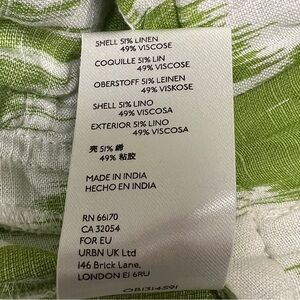 SHELL 51% LINEN
49% VISCOSE
COQUILLE 51% LIN
49% VISCOSE
OBERSTOFF 51% LEINEN
49% VISKOSE
SHELL 51% LINO
49% VISCOSA
EXTERIOR 51% LINO
49% VISCOSA
壳 51%
49% 粘胶
MADE IN INDIA
HECHO EN INDIA
RN 66170
CA 32054
FOR EU
URBN UK Ltd
146 Brick Lane,
LONDON E1 6RU